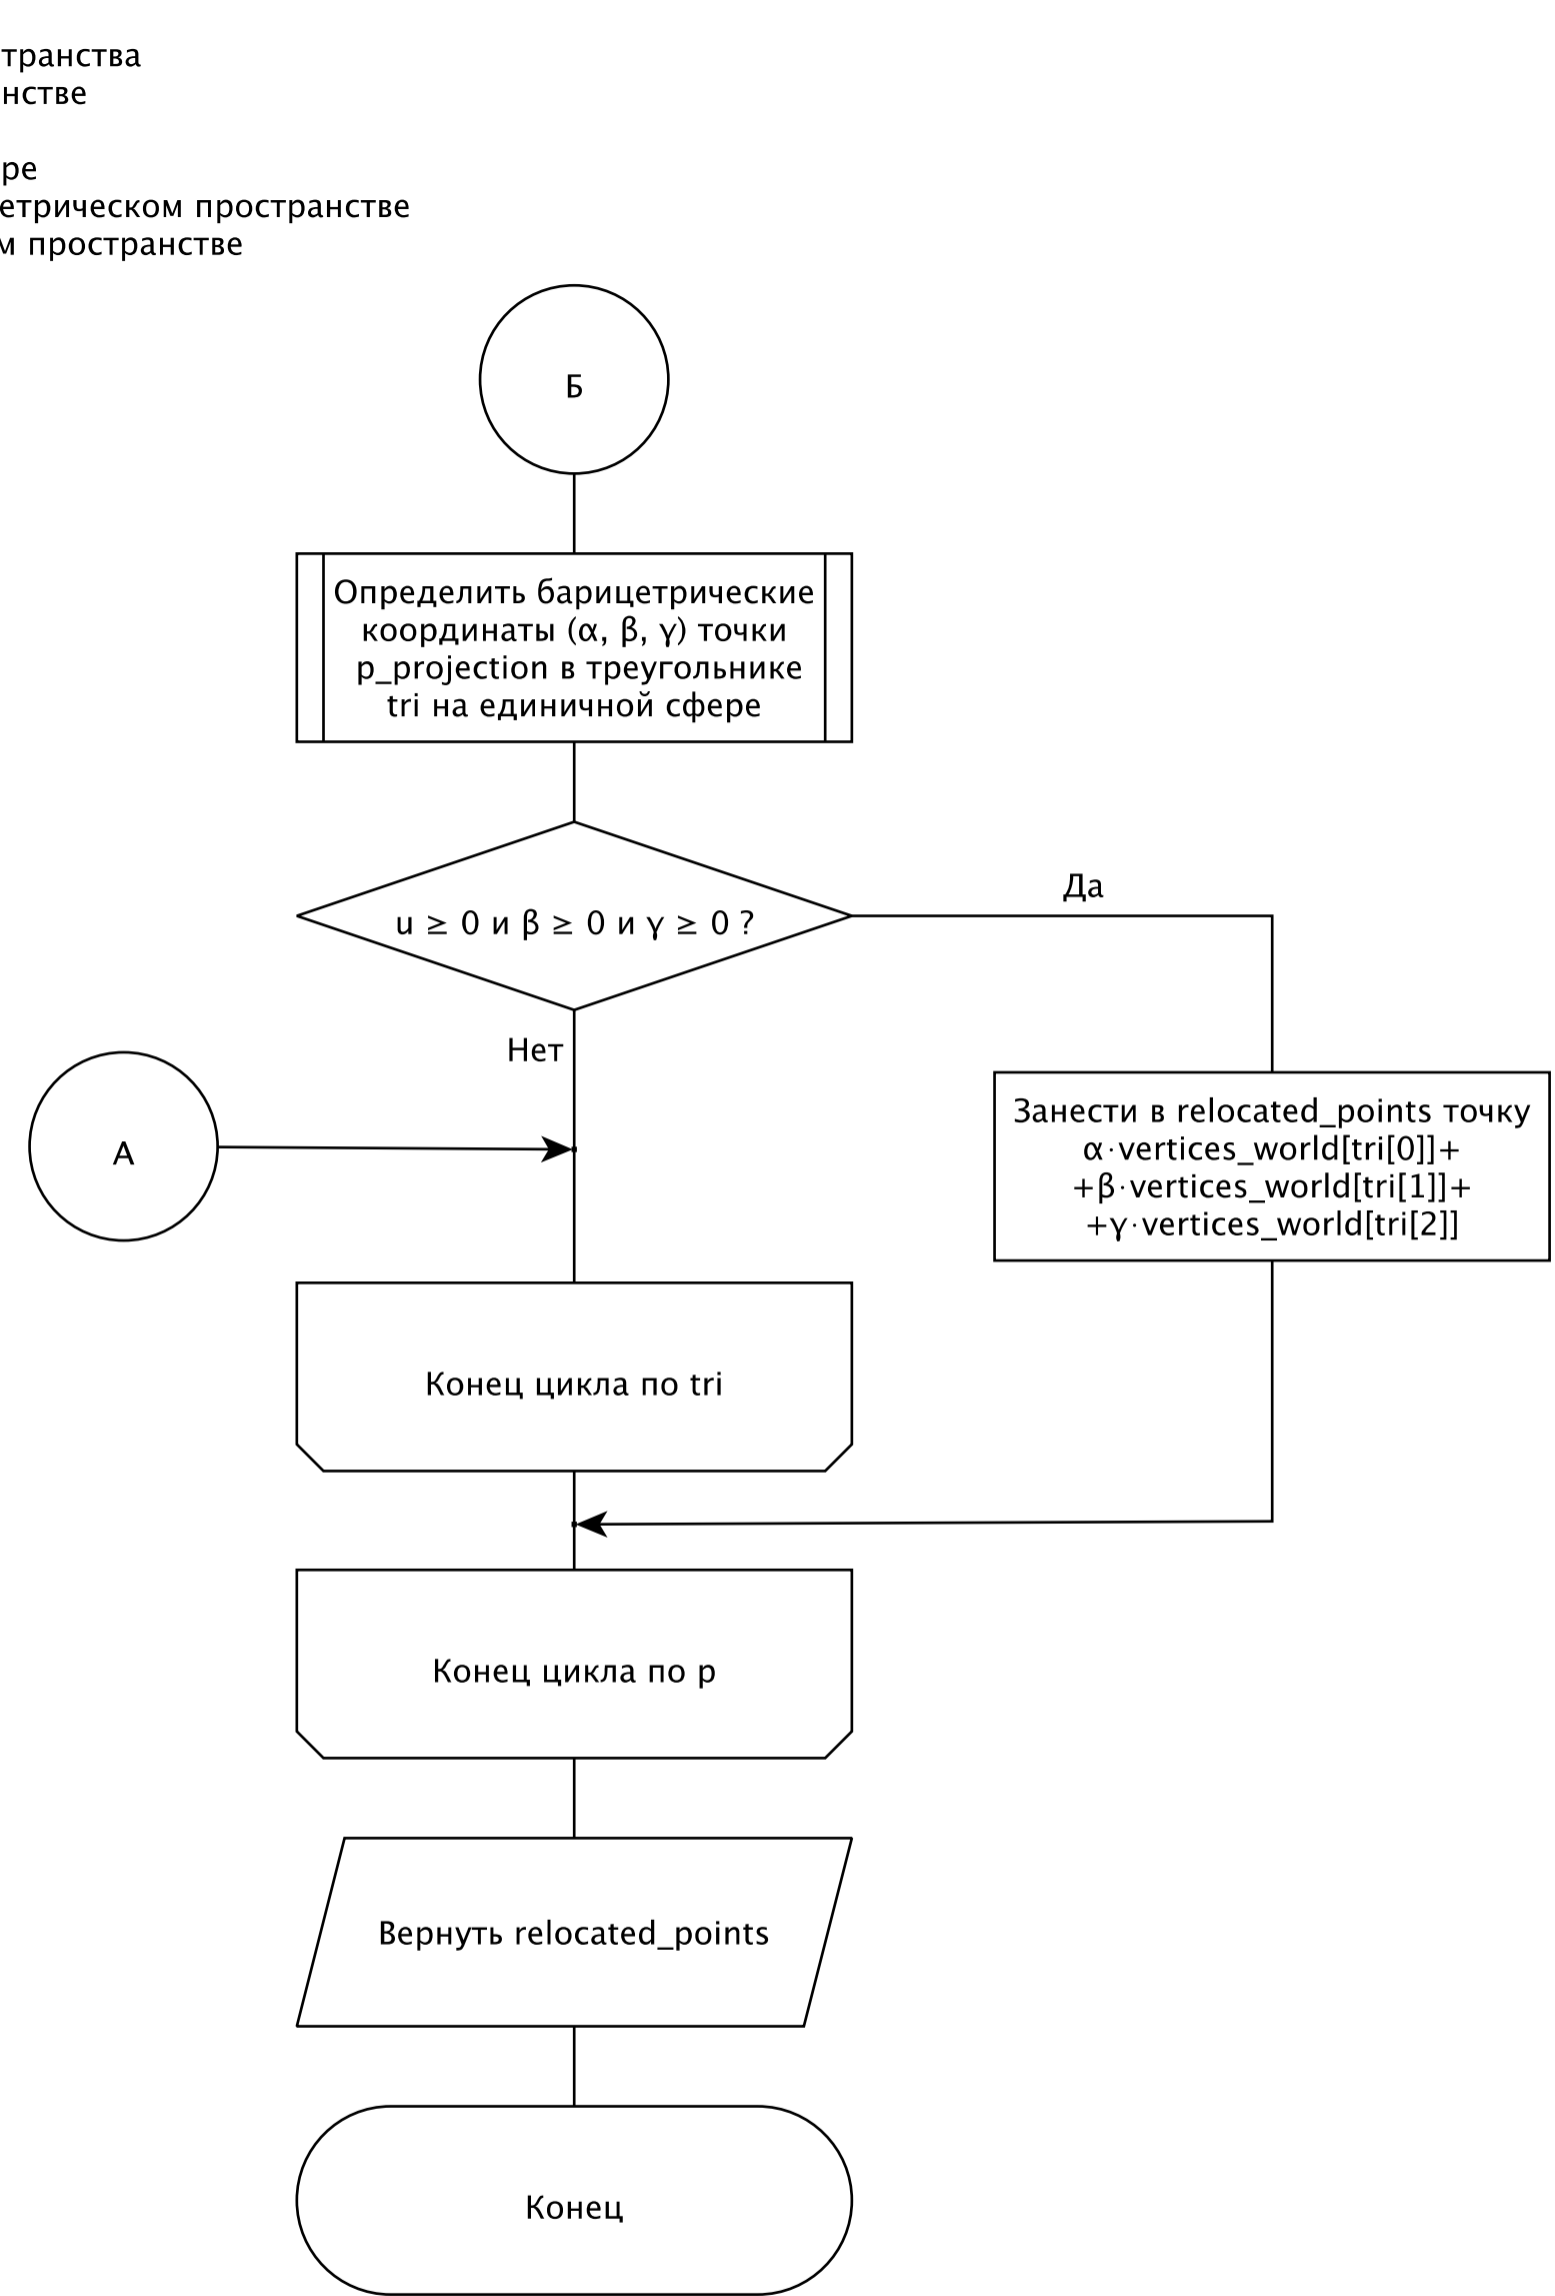 транства
нстве
ре
етрическом пространстве
м пространстве
Б
Определить барицетрические
координаты (α, β, γ) точки
p_projection в треугольнике
tri на единичной сфере
u ≥ 0 и β ≥ 0 и γ ≥ 0 ?
Да
Нет
А
Занести в relocated_points точку
α·vertices_world[tri[0]]+
+β·vertices_world[tri[1]]+
+γ·vertices_world[tri[2]]
Конец цикла по tri
Конец цикла по p
Вернуть relocated_points
Конец